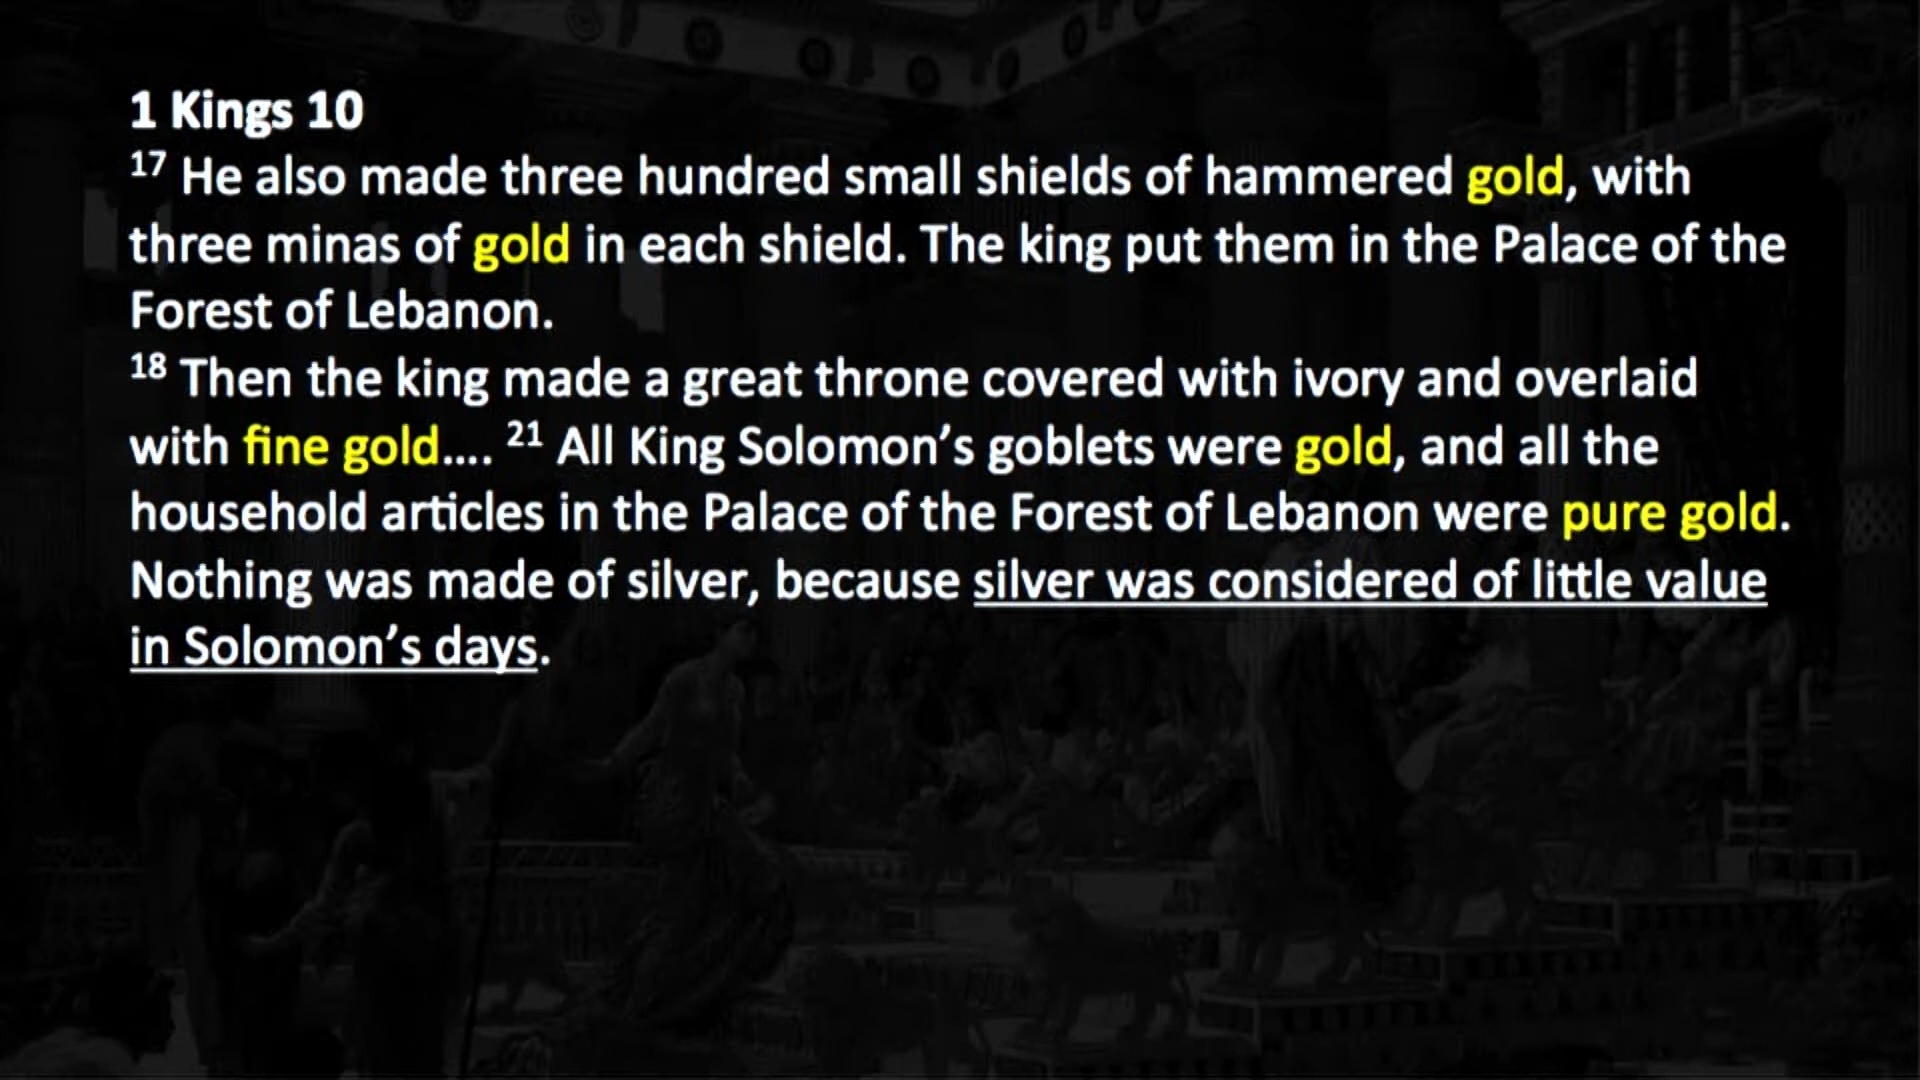 1 Kings 10
17 He also made three hundred small shields of hammered gold, with
three minas of gold in each shield. The king put them in the Palace of the
Forest of Lebanon.
18 Then the king made a great throne covered with ivory and overlaid
with fine gold.... 21 All King Solomon’s goblets were gold, and all the
household articles in the Palace of the Forest of Lebanon were pure gold.
Nothing was made of silver, because silver was considered of little value
in Solomon’s days.